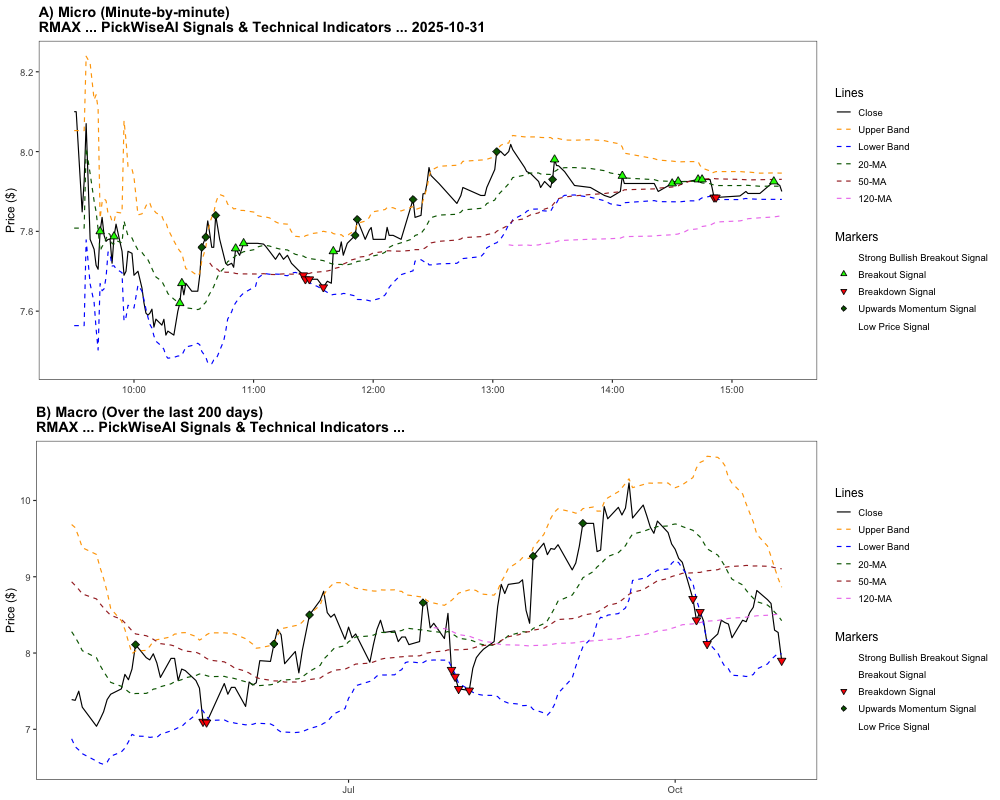 A) Micro (Minute-by-minute)
RMAX ... PickWiseAI Signals & Technical Indicators ... 2025-10-31
Price ($)
8.2
8.0
7.8
7.6
10:00
11:00
12:00
13:00
14:00
15:00
Lines
Close
Upper Band
Lower Band
20-MA
50-MA
120-MA
Markers
Strong Bullish Breakout Signal
Breakout Signal
Breakdown Signal
Upwards Momentum Signal
Low Price Signal
B) Macro (Over the last 200 days)
RMAX ... PickWiseAI Signals & Technical Indicators ...
Price ($)
10
9
8
7
Jul
Oct
Lines
Close
Upper Band
Lower Band
20-MA
50-MA
120-MA
Markers
Strong Bullish Breakout Signal
Breakout Signal
Breakdown Signal
Upwards Momentum Signal
Low Price Signal